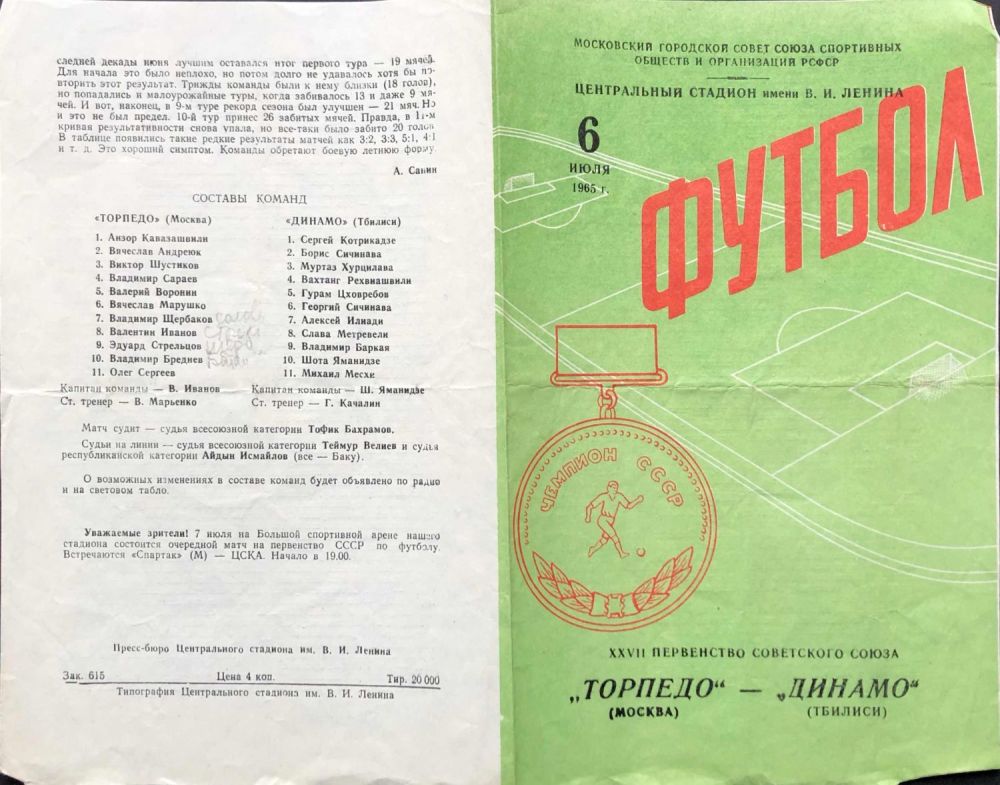 следней декады июня лучшим оставался итог первого тура — 19 мячей.
Для начала это было неплохо, но потом долго не удавалось хотя бы по-
вторить этот результат. Трижды команды были к нему близки (18 голов),
но попадались и малоурожайные туры, когда забивалось 13 и даже 9 мя-
чей. И вот, наконец, в 9-м туре рекорд сезона был улучшен — 21 мяч. Но
и это не был предел. 10-й тур принес 26 забитых мячей. Правда, в 11-м
кривая результативности снова упала, но все-таки было забито 20 голов
В таблице появились такие редкие результаты матчей как 3:2, 3:3, 5:1, 4:1
и т. д. Это хороший симптом. Команды обретают боевую летнюю форму.
А. Санин
СОСТАВЫ КОМАНД
«ТОРПЕДО» (Москва)
1. Анзор Кавазашвили
2. Вячеслав Андреюк
3. Виктор Шустиков
4. Владимир Сараев
5. Валерий Воронин
6. Вячеслав Марушко
7. Владимир Щербаков
8. Валентин Иванов
9. Эдуард Стрельцов
10. Владимир Бреднев
11. Олег Сергеев
Капитан команды — В. Иванов
Ст. тренер — В. Марьенко
«ДИНАМО» (Тбилиси)
1. Сергей Котрикадзе
2. Борис Сичинава
3. Муртаз Хурцилава
4. Вахтанг Рехвиашвили
5. Гурам Цховребов
6. Георгий Сичинава
7. Алексей Илиади
8. Слава Метревели
9. Владимир Баркая
10. Шота Яманидзе
11. Михаил Месхи
Капитан команды — Ш. Яманидзе
Ст. тренер — Г. Качалин
Матч судит — судья всесоюзной категории Тофик Бахрамов.
Судьи на линии — судья всесоюзной категории Теймур Велиев и судья
республиканской категории Айдын Исмайлов (все — Баку).
О возможных изменениях в составе команд будет объявлено по радио
и на световом табло.
Уважаемые зрители! 7 июля на Большой спортивной арене нашего
стадиона состоится очередной матч на первенство СССР по футболу.
Встречаются «Спартак» (М) — ЦСКА. Начало в 19.00.
Пресс-бюро Центрального стадиона им. В. И. Ленина
Зак. 615 Цена 4 коп. Тир. 20 000
Типография Центрального стадиона им. В. И. Ленина
МОСКОВСКИЙ ГОРОДСКОЙ СОВЕТ СОЮЗА СПОРТИВНЫХ
ОБЩЕСТВ И ОРГАНИЗАЦИЙ РСФСР
ЦЕНТРАЛЬНЫЙ СТАДИОН имени В. И. ЛЕНИНА
6
ИЮЛЯ
1965 г.
ФУТБОЛ
ЧЕМПИОН СССР
XXVII ПЕРВЕНСТВО СОВЕТСКОГО СОЮЗА
„ТОРПЕДО" — „ДИНАМО"
(МОСКВА) (ТБИЛИСИ)